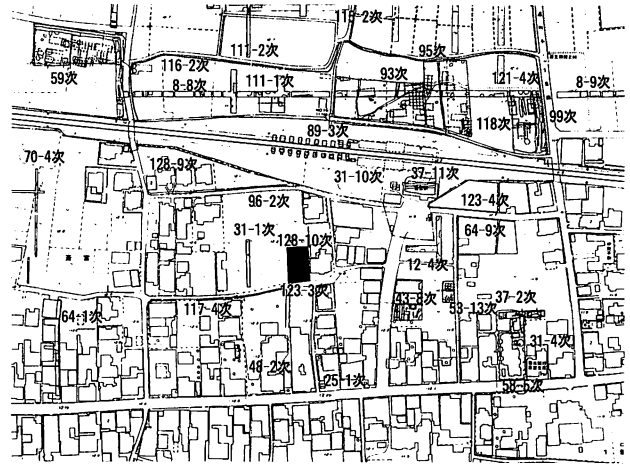 115-2次
111-2次
95次
116-2次
59次
8-8次
111-1次
93次
121-4次
8-9次
118次
99次
89-3次
70-4次
128-9次
31-10次
37-11次
96-2次
123-4次
31-1次
64-9次
128-10次
12-4次
123-3次
43-8次
37-2次
64-1次
117-4次
53-13次
31-4次
48-2次
25-1次
58-5次